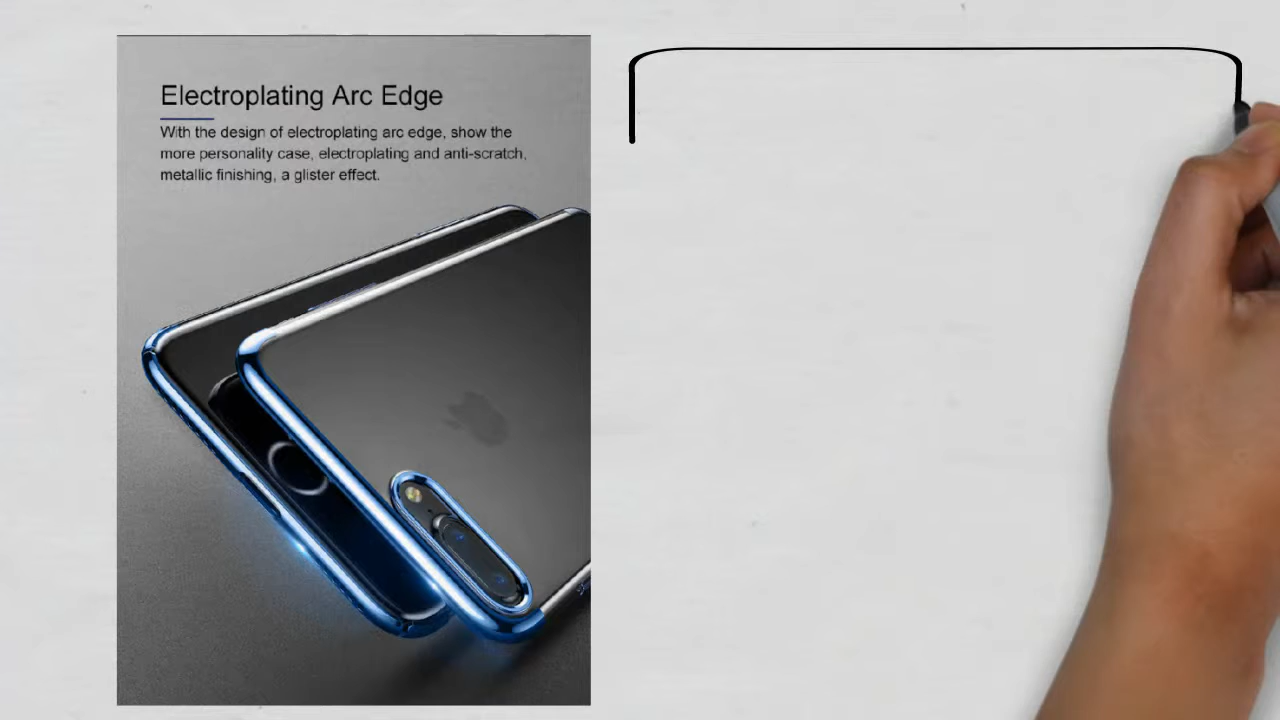 Electroplating Arc Edge
With the design of electroplating arc edge, show the
more personality case, electroplating and anti-scratch,
metallic finishing, a glister effect.